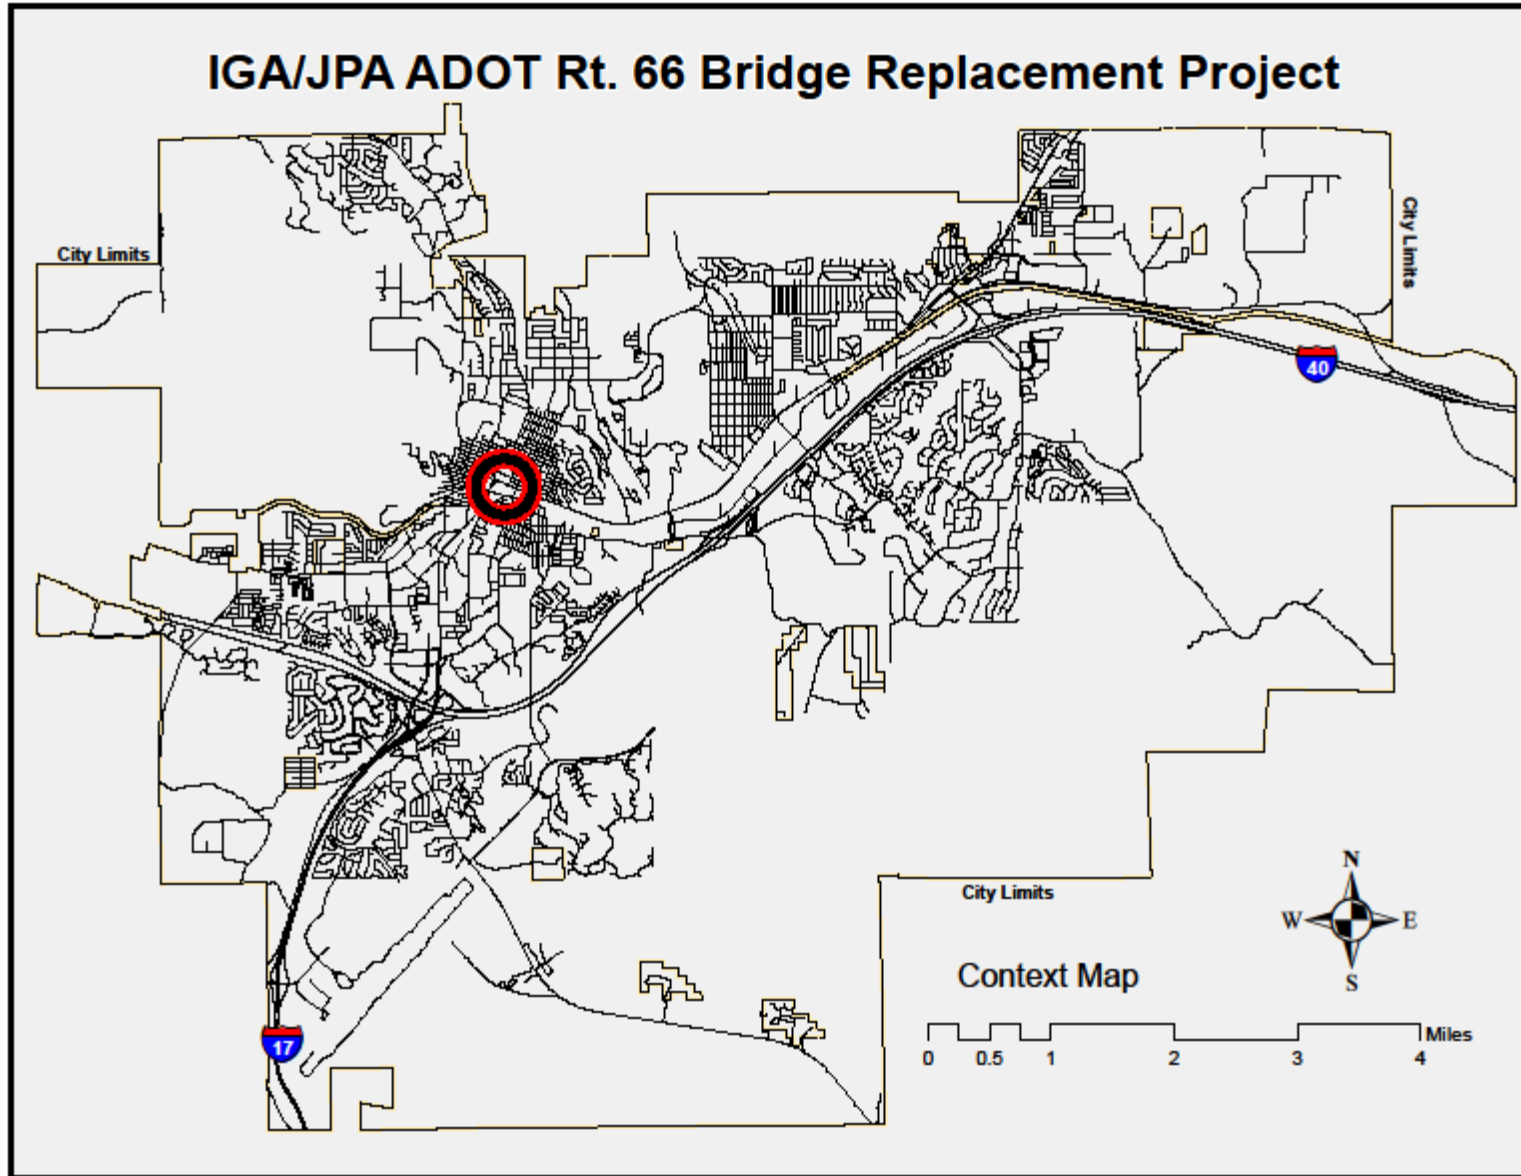 IGA/JPA ADOT Rt. 66 Bridge Replacement Project
City Limits
City Limits
40
City Limits
N
W E
S
Context Map
Miles
0 0.5 1 2 3 4
17